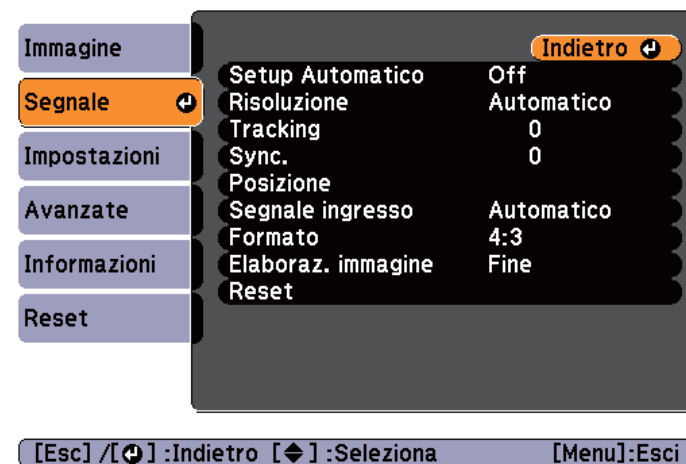 Immagine
Segnale
Impostazioni
Avanzate
Informazioni
Reset
Indietro
Setup Automatico Off
Risoluzione Automatico
Tracking 0
Sync. 0
Posizione
Segnale ingresso Automatico
Formato 4:3
Elaboraz. immagine Fine
Reset
[Esc] /[⏎] :Indietro [◆] :Seleziona [Menu]:Esci